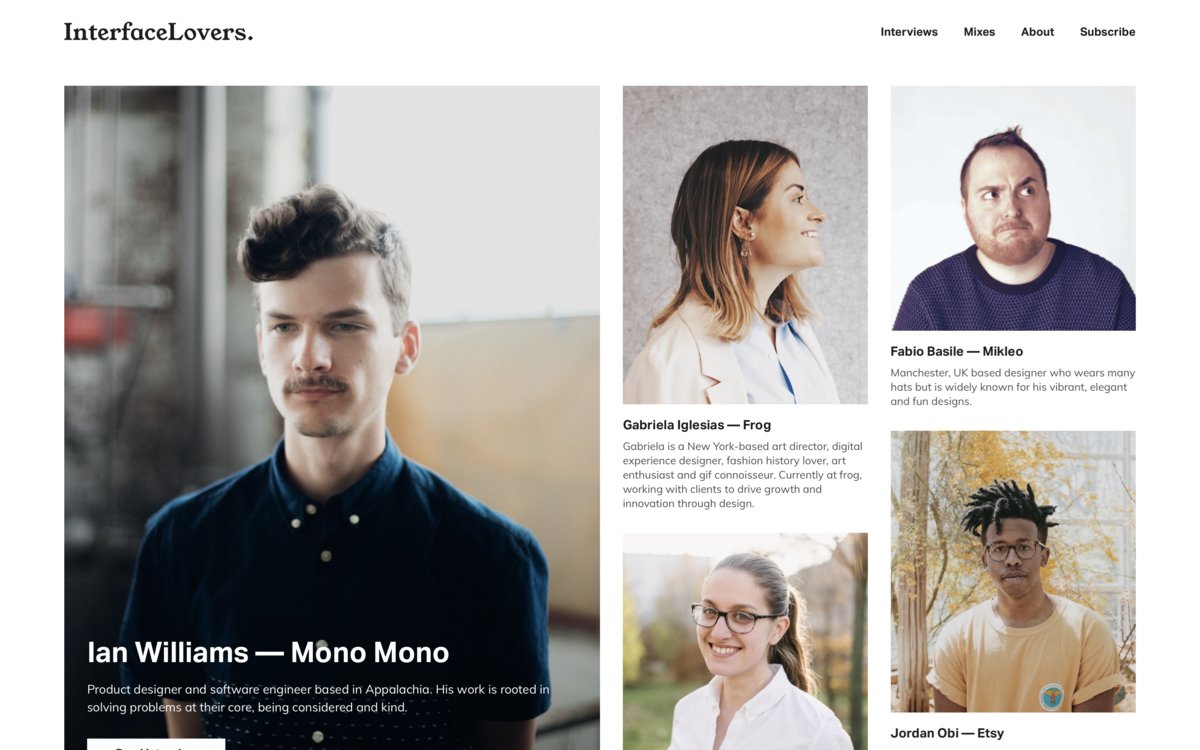 InterfaceLovers.
Interviews
Mixes
About
Subscribe
Ian Williams — Mono Mono
Product designer and software engineer based in Appalachia. His work is rooted in
solving problems at their core, being considered and kind.
Gabriela Iglesias — Frog
Gabriela is a New York-based art director, digital
experience designer, fashion history lover, art
enthusiast and gif connoisseur. Currently at frog,
working with clients to drive growth and
innovation through design.
Fabio Basile — Mikleo
Manchester, UK based designer who wears many
hats but is widely known for his vibrant, elegant
and fun designs.
Jordan Obi — Etsy